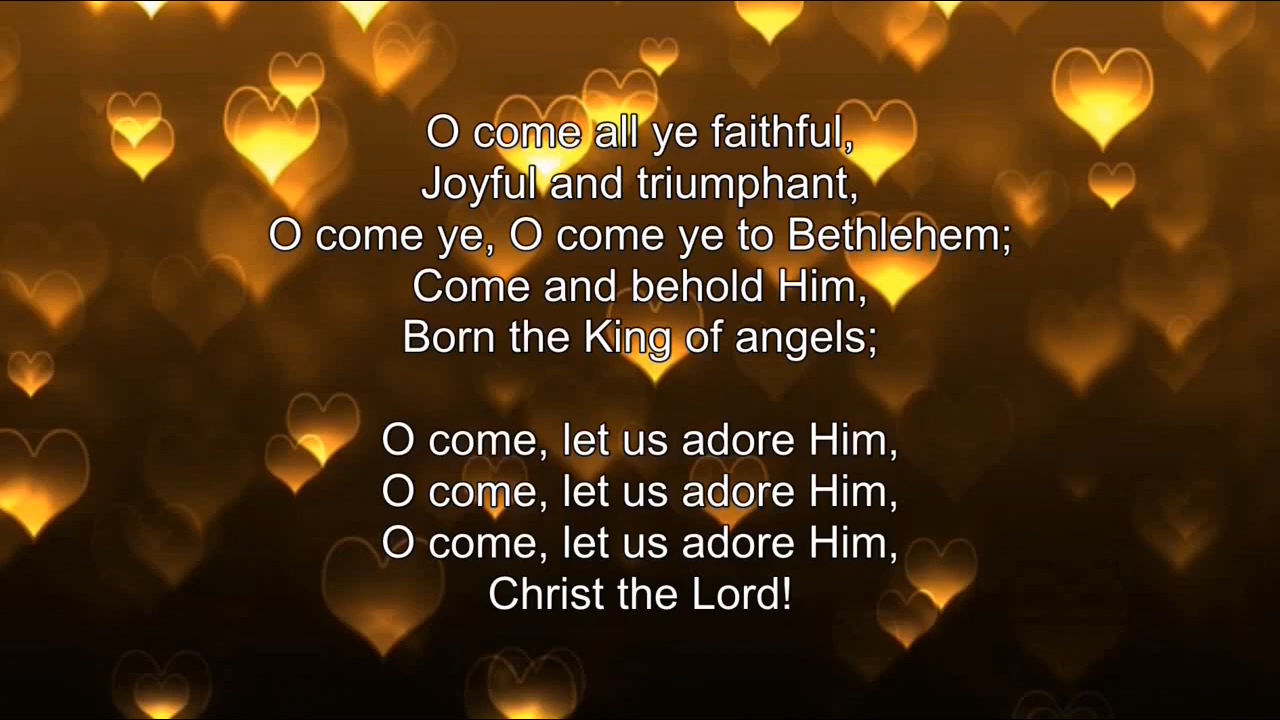 O come all ye faithful,
Joyful and triumphant,
O come ye, O come ye to Bethlehem;
Come and behold Him,
Born the King of angels;
O come, let us adore Him,
O come, let us adore Him,
O come, let us adore Him,
Christ the Lord!